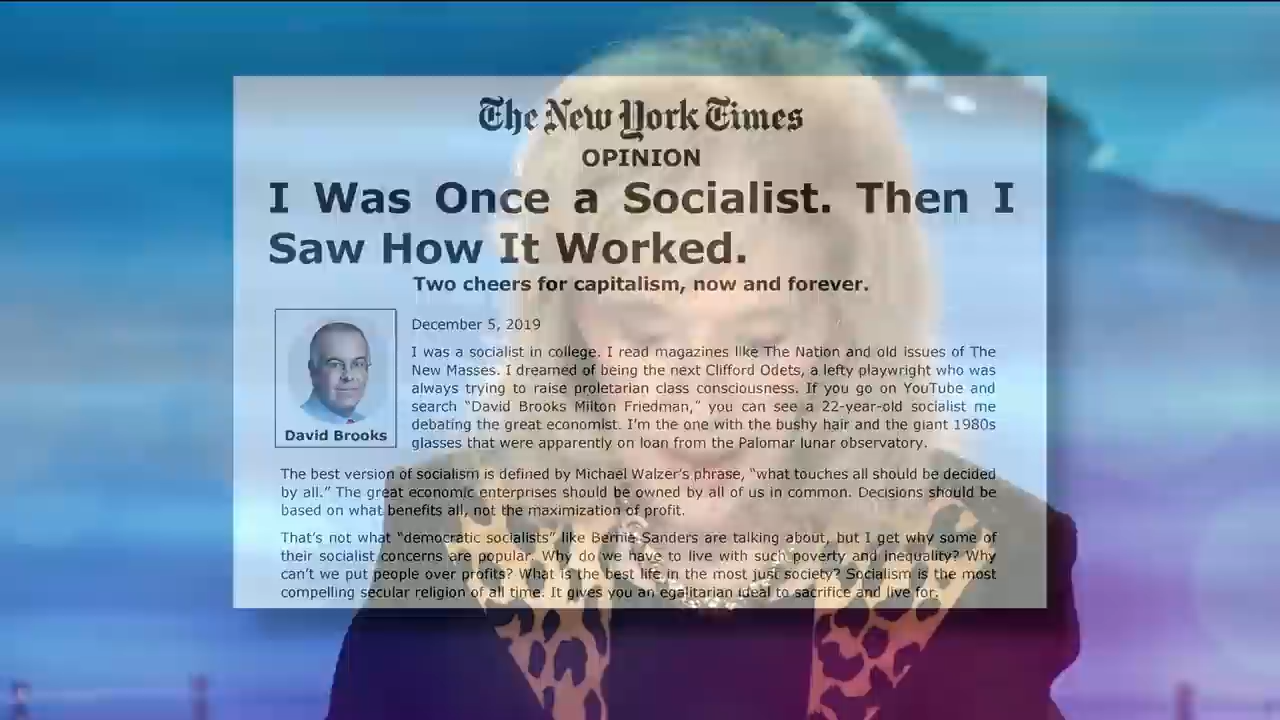 The New York Times
OPINION
I Was Once a Socialist. Then I
Saw How It Worked.
Two cheers for capitalism, now and forever.
December 5, 2019
I was a socialist in college. I read magazines like The Nation and old issues of The
New Masses. I dreamed of being the next Clifford Odets, a lefty playwright who was
always trying to raise proletarian class consciousness. If you go on YouTube and
search “David Brooks Milton Friedman,” you can see a 22-year-old socialist me
debating the great economist. I’m the one with the bushy hair and the giant 1980s
glasses that were apparently on loan from the Palomar lunar observatory.
David Brooks
The best version of socialism is defined by Michael Walzer’s phrase, “what touches all should be decided
by all.” The great economic enterprises should be owned by all of us in common. Decisions should be
based on what benefits all, not the maximization of profit.
That’s not what “democratic socialists” like Bernie Sanders are talking about, but I get why some of
their socialist concerns are popular. Why do we have to live with such poverty and inequality? Why
can’t we put people over profits? What is the best life in the most just society? Socialism is the most
compelling secular religion of all time. It gives you an egalitarian ideal to sacrifice and live for.